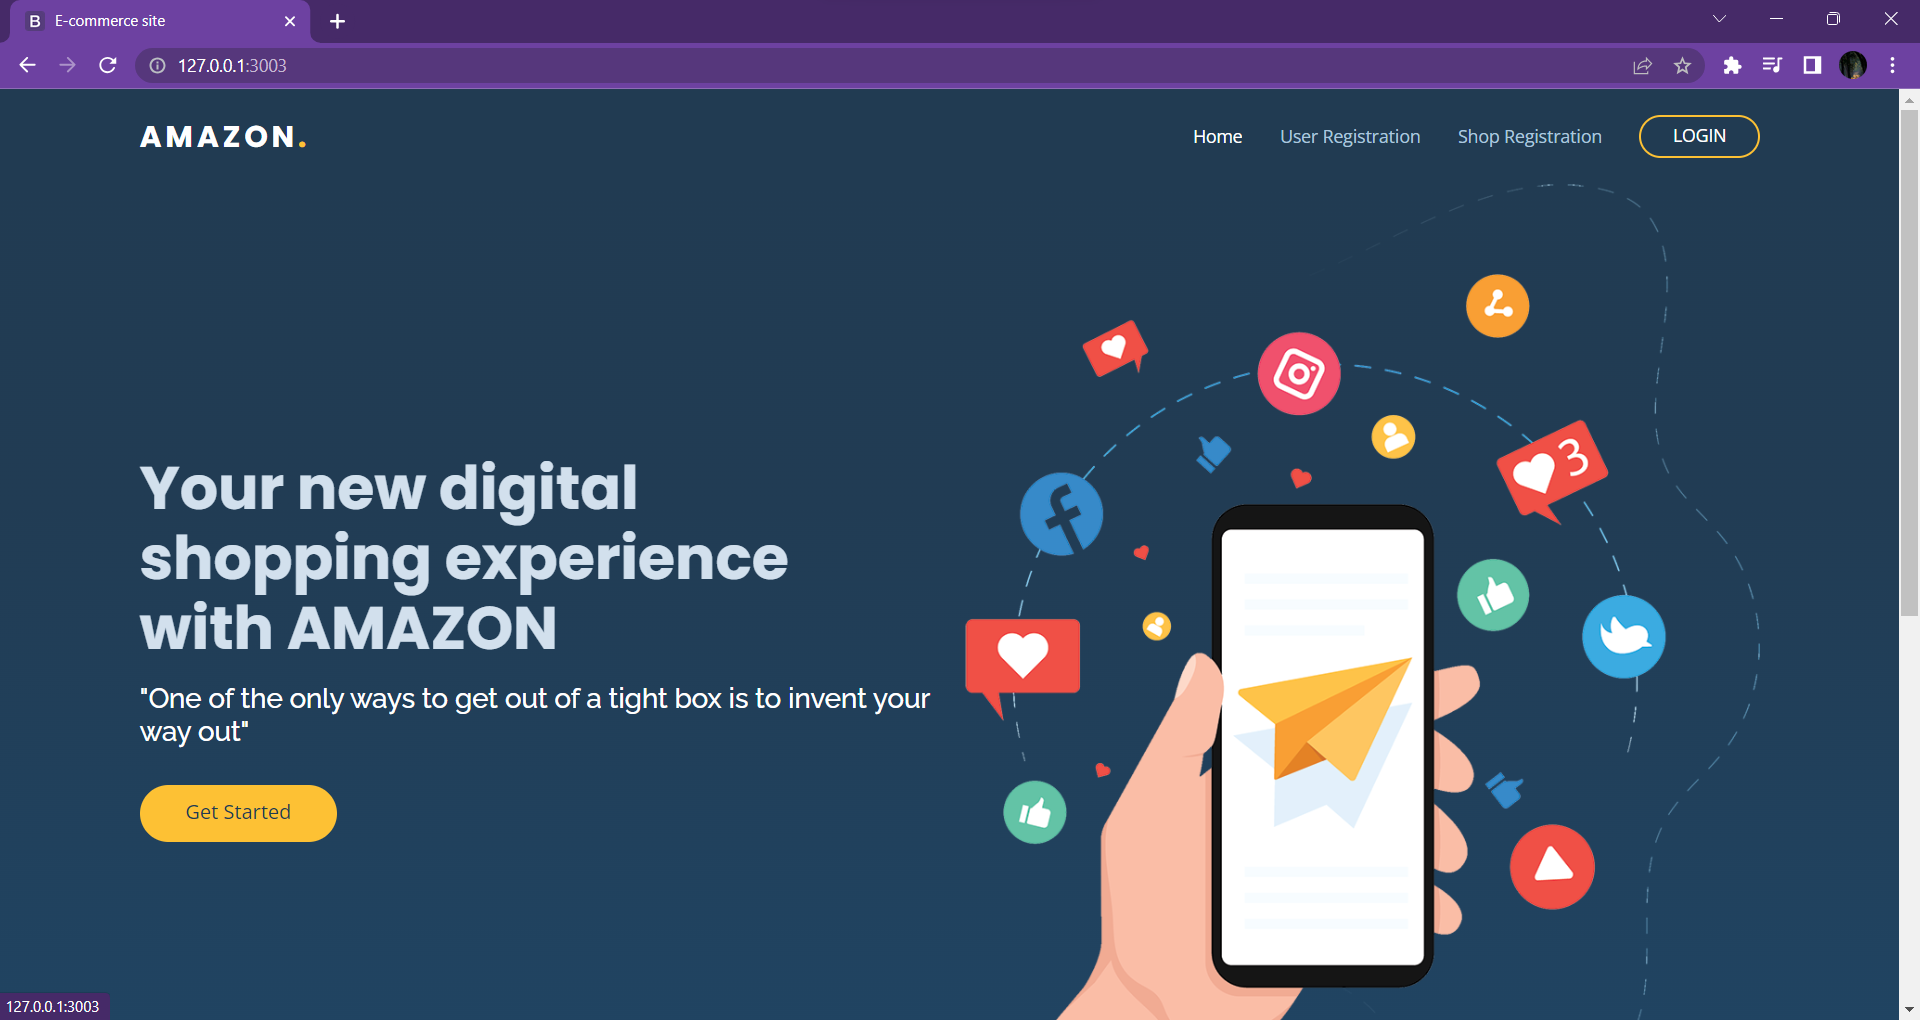 B E-commerce site
127.0.0.1:3003
AMAZON.
Home User Registration Shop Registration LOGIN
3
Your new digital
shopping experience
with AMAZON
"One of the only ways to get out of a tight box is to invent your
way out"
Get Started
127.0.0.1:3003